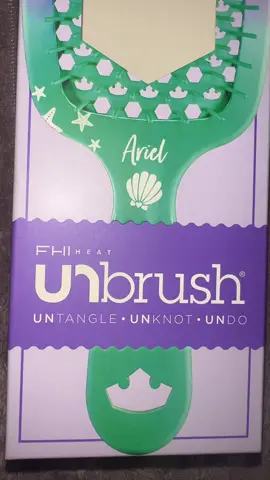 Ariel
FHI HEAT
unbrush®
UNTANGLE • UNKNOT • UNDO